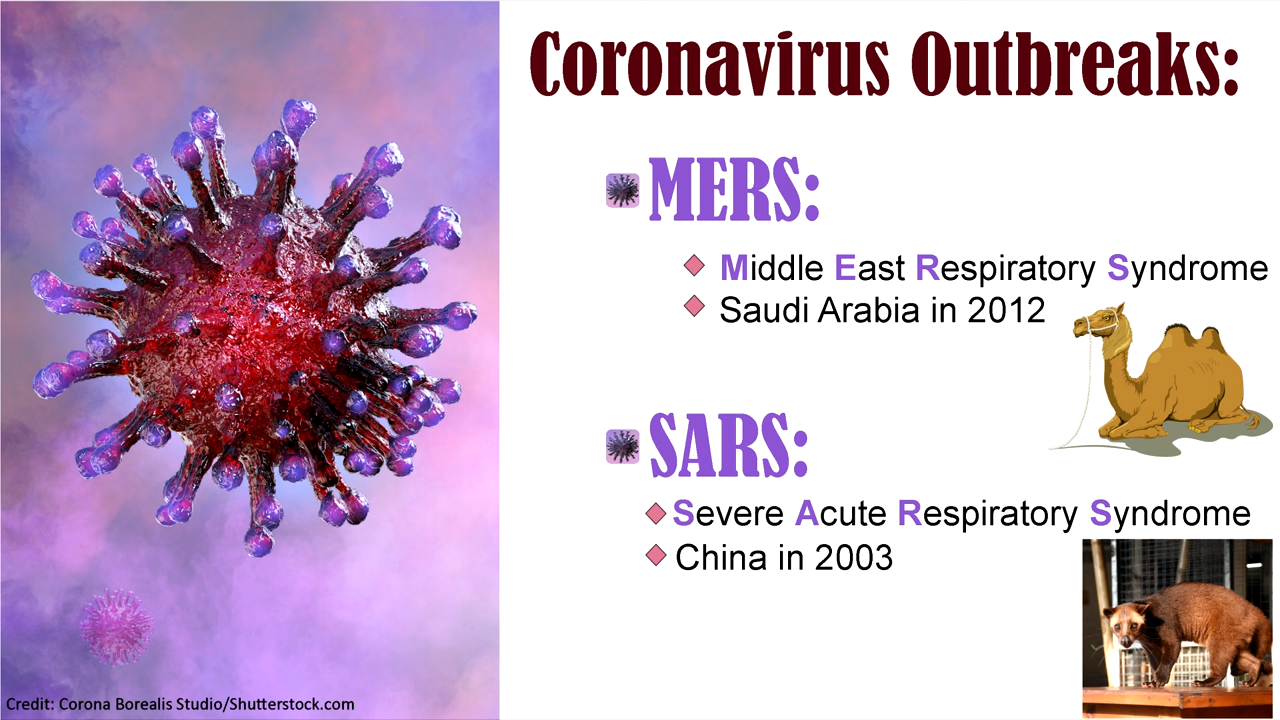 Coronavirus Outbreaks:
MERS:
Middle East Respiratory Syndrome
Saudi Arabia in 2012
SARS:
Severe Acute Respiratory Syndrome
China in 2003
Credit: Corona Borealis Studio/Shutterstock.com